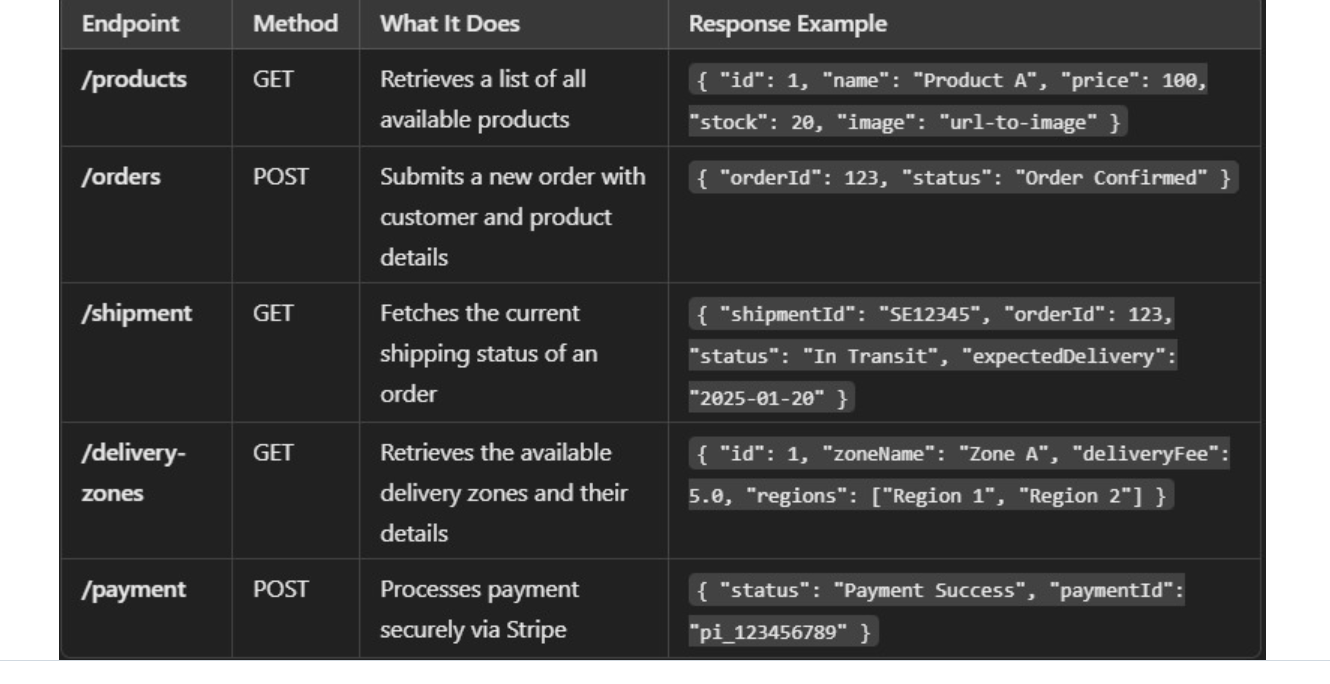 Endpoint Method What It Does Response Example
/products GET Retrieves a list of all { "id": 1, "name": "Product A", "price": 100,
available products "stock": 20, "image": "url-to-image" }
/orders POST Submits a new order with { "orderId": 123, "status": "Order Confirmed" }
customer and product
details
/shipment GET Fetches the current { "shipmentId": "SE12345", "orderId": 123,
shipping status of an "status": "In Transit", "expectedDelivery":
order "2025-01-20" }
/delivery- GET Retrieves the available { "id": 1, "zoneName": "Zone A", "deliveryFee":
zones delivery zones and their 5.0, "regions": ["Region 1", "Region 2"] }
details
/payment POST Processes payment { "status": "Payment Success", "paymentId":
securely via Stripe "pi_123456789" }